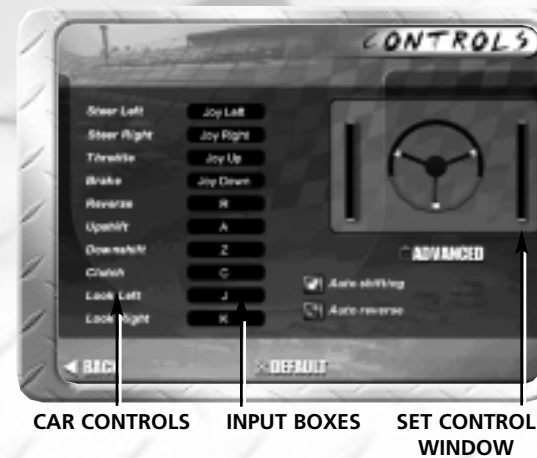 CONTROLS
Steer Left Joy Left
Steer Right Joy Right
Throttle Joy Up
Brake Joy Down
Reverse R
Upshift A
Downshift Z
Clutch C
Look Left J
Look Right K
ADVANCED
Auto shifting
Auto reverse
BACK
DEFAULT
CAR CONTROLS
INPUT BOXES
SET CONTROL
WINDOW